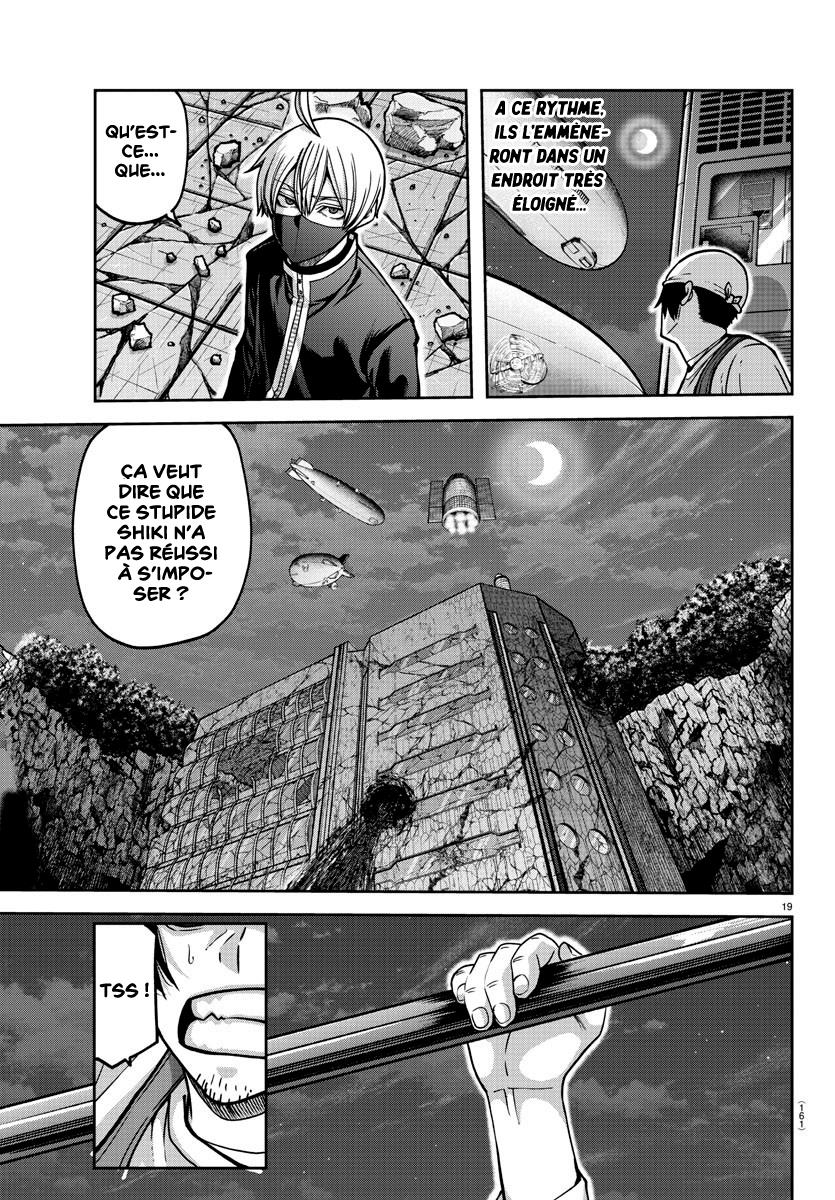 A CE RYTHME,
ILS L'EMMÈNE-
RONT DANS UN
ENDROIT TRÈS
ÉLOIGNÉ...
QU'EST-
CE...
QUE...
ÇA VEUT
DIRE QUE
CE STUPIDE
SHIKI N'A
PAS RÉUSSI
À S'IMPO-
SER ?
19
TSS !
(161)